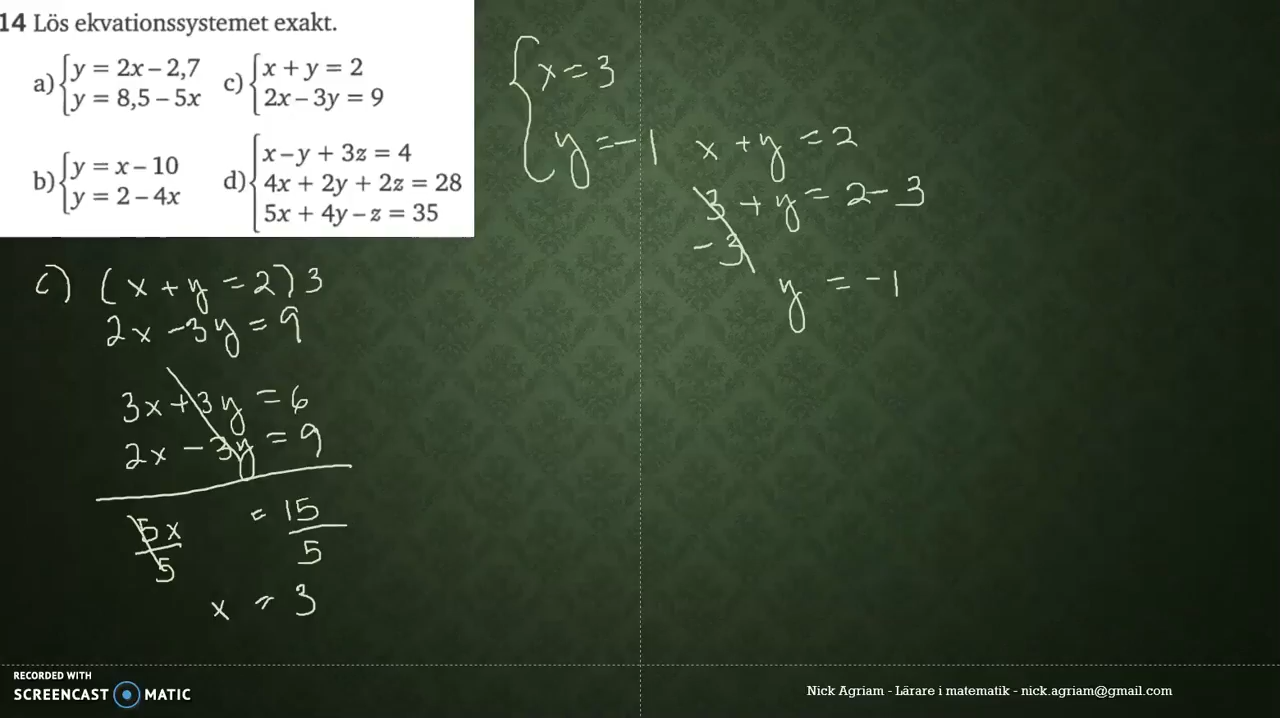 14 Lös ekvationssystemet exakt.
a) { y = 2x – 2,7
y = 8,5 – 5x
c) { x + y = 2
2x – 3y = 9
b) { y = x – 10
y = 2 – 4x
d) { x – y + 3z = 4
4x + 2y + 2z = 28
5x + 4y – z = 35
c) (x + y = 2) 3
2x - 3y = 9
3x + 3y = 6
2x - 3y = 9
5x/5 = 15/5
x = 3
{ x = 3
y = -1
x + y = 2
3 + y = 2 - 3
-3
y = -1
RECORDED WITH
SCREENCAST MATIC
Nick Agriam - Lärare i matematik - nick.agriam@gmail.com